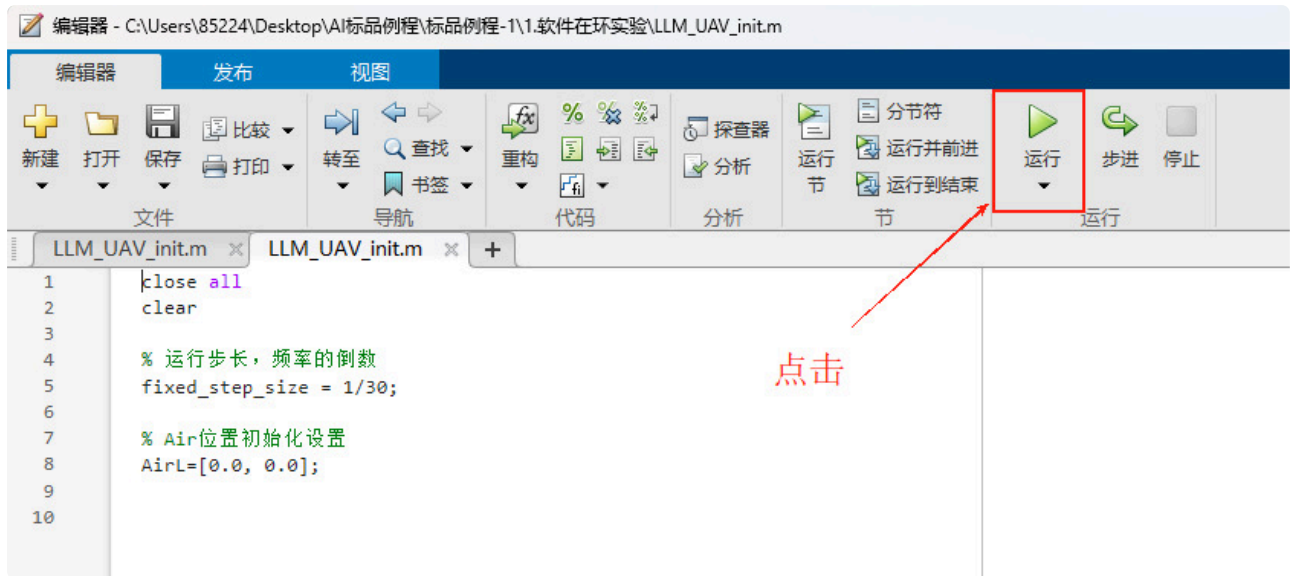 编辑器 - C:\Users\85224\Desktop\AI标品例程\标品例程-1\1.软件在环实验\LLM_UAV_init.m
编辑器 发布 视图
新建 打开 保存 比较 打印 转至 查找 书签 重构 探查器 分析 运行节 分节符 运行并前进 运行到结束 运行 步进 停止
文件 导航 代码 分析 节 运行
LLM_UAV_init.m LLM_UAV_init.m
1 close all
2 clear
3
4 % 运行步长，频率的倒数
5 fixed_step_size = 1/30;
6
7 % Air位置初始化设置
8 AirL=[0.0, 0.0];
9
10
点击